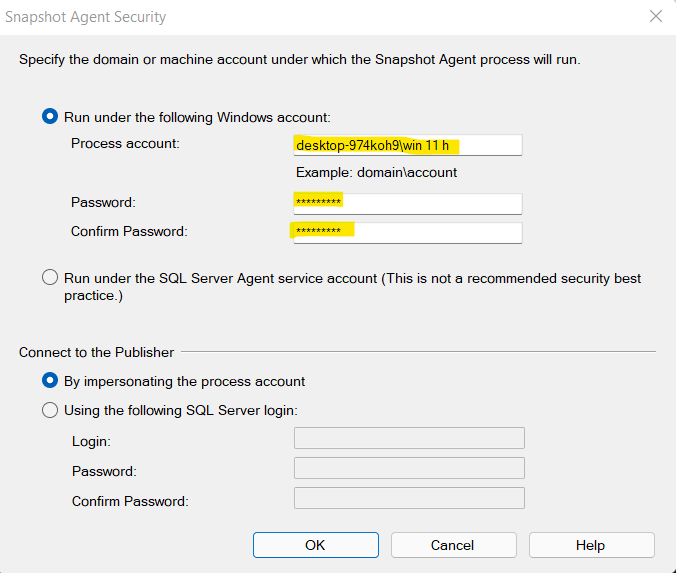 Snapshot Agent Security
Specify the domain or machine account under which the Snapshot Agent process will run.
Run under the following Windows account:
Process account:
desktop-974koh9\win 11 h
Example: domain\account
Password:
*********
Confirm Password:
*********
Run under the SQL Server Agent service account (This is not a recommended security best
practice.)
Connect to the Publisher
By impersonating the process account
Using the following SQL Server login:
Login:
Password:
Confirm Password:
OK
Cancel
Help